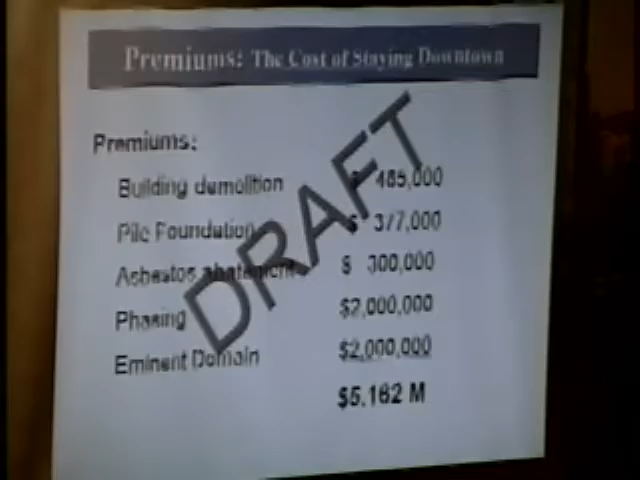 Premiums: The Cost of Staying Downtown
Premiums:
Building demolition $ 485,000
Pile Foundation $ 377,000
Asbestos abatement $ 300,000
Phasing $2,000,000
Eminent Domain $2,000,000
$5.162 M
DRAFT